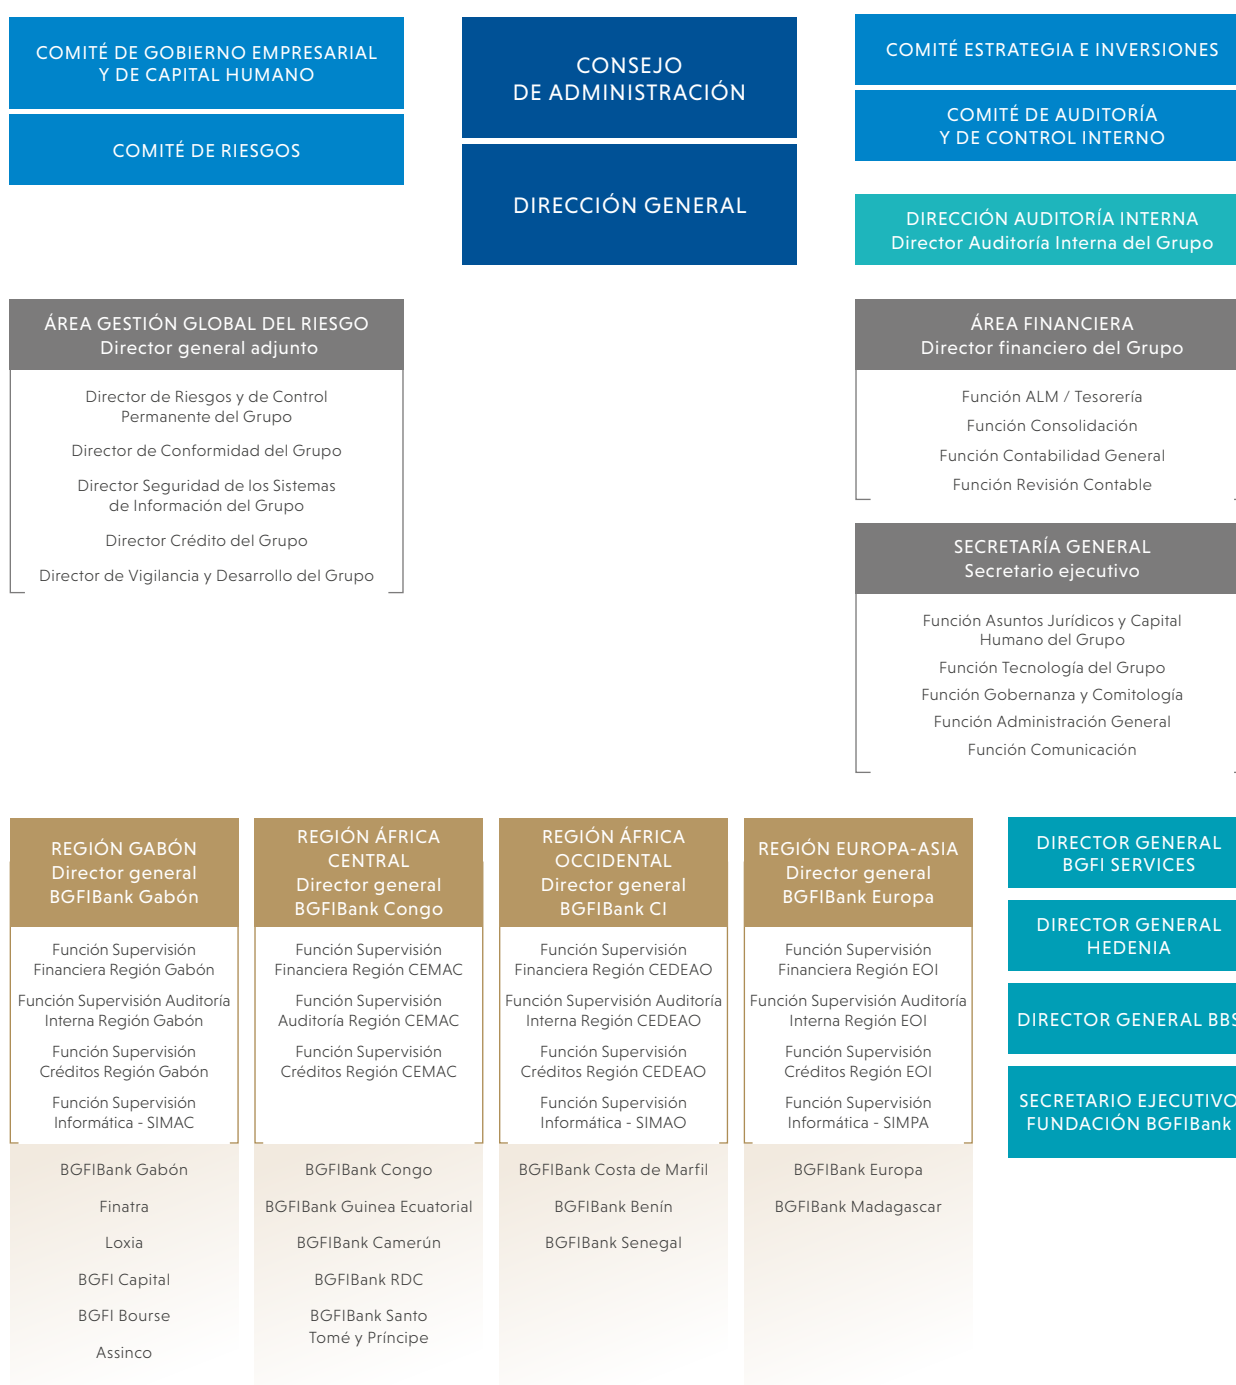 COMITÉ DE GOBIERNO EMPRESARIAL
Y DE CAPITAL HUMANO
COMITÉ DE RIESGOS
CONSEJO
DE ADMINISTRACIÓN
DIRECCIÓN GENERAL
COMITÉ ESTRATEGIA E INVERSIONES
COMITÉ DE AUDITORÍA
Y DE CONTROL INTERNO
DIRECCIÓN AUDITORÍA INTERNA
Director Auditoría Interna del Grupo
ÁREA GESTIÓN GLOBAL DEL RIESGO
Director general adjunto
Director de Riesgos y de Control
Permanente del Grupo
Director de Conformidad del Grupo
Director Seguridad de los Sistemas
de Información del Grupo
Director Crédito del Grupo
Director de Vigilancia y Desarrollo del Grupo
ÁREA FINANCIERA
Director financiero del Grupo
Función ALM / Tesorería
Función Consolidación
Función Contabilidad General
Función Revisión Contable
SECRETARÍA GENERAL
Secretario ejecutivo
Función Asuntos Jurídicos y Capital
Humano del Grupo
Función Tecnología del Grupo
Función Gobernanza y Comitología
Función Administración General
Función Comunicación
REGIÓN GABÓN
Director general
BGFIBank Gabón
Función Supervisión
Financiera Región Gabón
Función Supervisión Auditoría
Interna Región Gabón
Función Supervisión
Créditos Región Gabón
Función Supervisión
Informática - SIMAC
BGFIBank Gabón
Finatra
Loxia
BGFI Capital
BGFI Bourse
Assinco
REGIÓN ÁFRICA
CENTRAL
Director general
BGFIBank Congo
Función Supervisión
Financiera Región CEMAC
Función Supervisión
Auditoría Región CEMAC
Función Supervisión
Créditos Región CEMAC
BGFIBank Congo
BGFIBank Guinea Ecuatorial
BGFIBank Camerún
BGFIBank RDC
BGFIBank Santo
Tomé y Príncipe
REGIÓN ÁFRICA
OCCIDENTAL
Director general
BGFIBank CI
Función Supervisión
Financiera Región CEDEAO
Función Supervisión Auditoría
Interna Región CEDEAO
Función Supervisión
Créditos Región CEDEAO
Función Supervisión
Informática - SIMAO
BGFIBank Costa de Marfil
BGFIBank Benín
BGFIBank Senegal
REGIÓN EUROPA-ASIA
Director general
BGFIBank Europa
Función Supervisión
Financiera Región EOI
Función Supervisión Auditoría
Interna Región EOI
Función Supervisión
Créditos Región EOI
Función Supervisión
Informática - SIMPA
BGFIBank Europa
BGFIBank Madagascar
DIRECTOR GENERAL
BGFI SERVICES
DIRECTOR GENERAL
HEDENIA
DIRECTOR GENERAL BBS
SECRETARIO EJECUTIVO
FUNDACIÓN BGFIBank